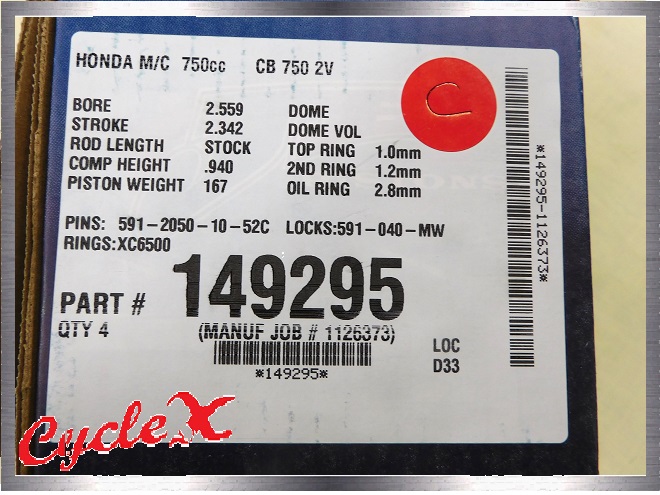 HONDA M/C 750cc CB 750 2V
C
BORE 2.559 DOME
STROKE 2.342 DOME VOL
ROD LENGTH STOCK TOP RING 1.0mm
COMP HEIGHT .940 2ND RING 1.2mm
PISTON WEIGHT 167 OIL RING 2.8mm
PINS: 591-2050-10-52C LOCKS:591-040-MW
RINGS:XC6500
PART # 149295
QTY 4 (MANUF JOB # 1126373)
*149295*
LOC
D33
*149295-1126373*
CycleX